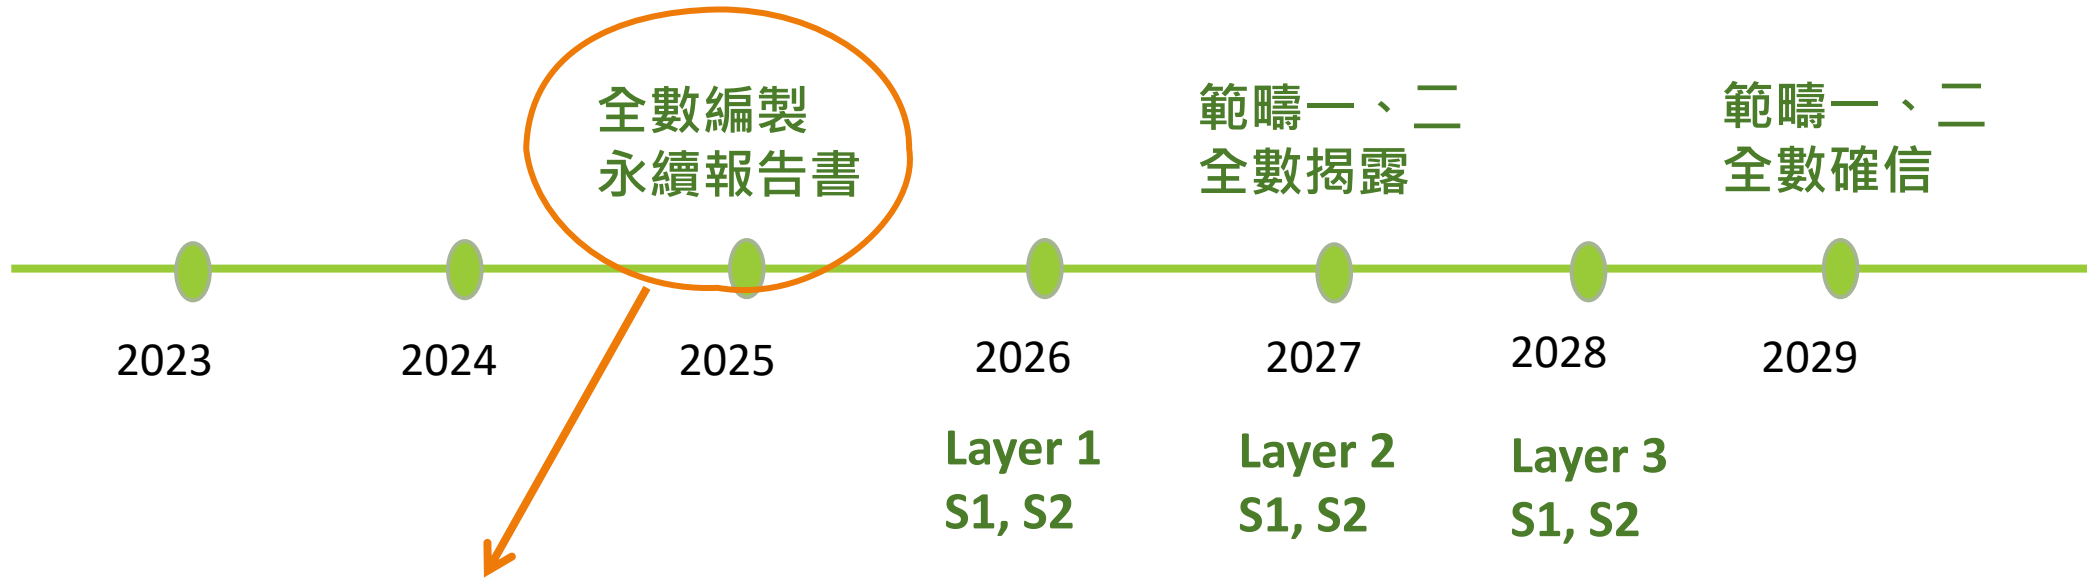 全數編製
永續報告書
範疇一、二
全數揭露
範疇一、二
全數確信
2023
2024
2025
2026
2027
2028
2029
Layer 1
S1, S2
Layer 2
S1, S2
Layer 3
S1, S2